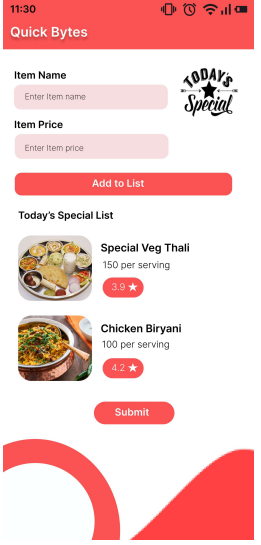 11:30
Quick Bytes
Item Name
Enter Item name
TODAY'S
Special
Item Price
Enter Item price
Add to List
Today's Special List
Special Veg Thali
150 per serving
3.9 ★
Chicken Biryani
100 per serving
4.2 ★
Submit